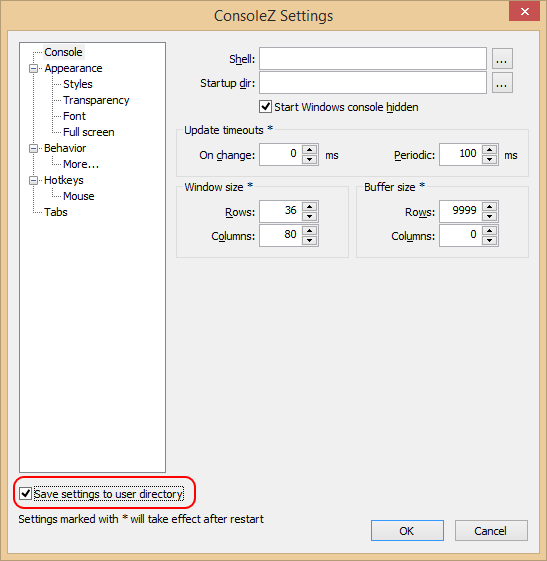 ConsoleZ Settings
Console
Appearance
Styles
Transparency
Font
Full screen
Behavior
More...
Hotkeys
Mouse
Tabs
Shell:
...
Startup dir:
...
Start Windows console hidden
Update timeouts *
On change: 0 ms
Periodic: 100 ms
Window size *
Rows: 36
Columns: 80
Buffer size *
Rows: 9999
Columns: 0
Save settings to user directory
Settings marked with * will take effect after restart
OK
Cancel